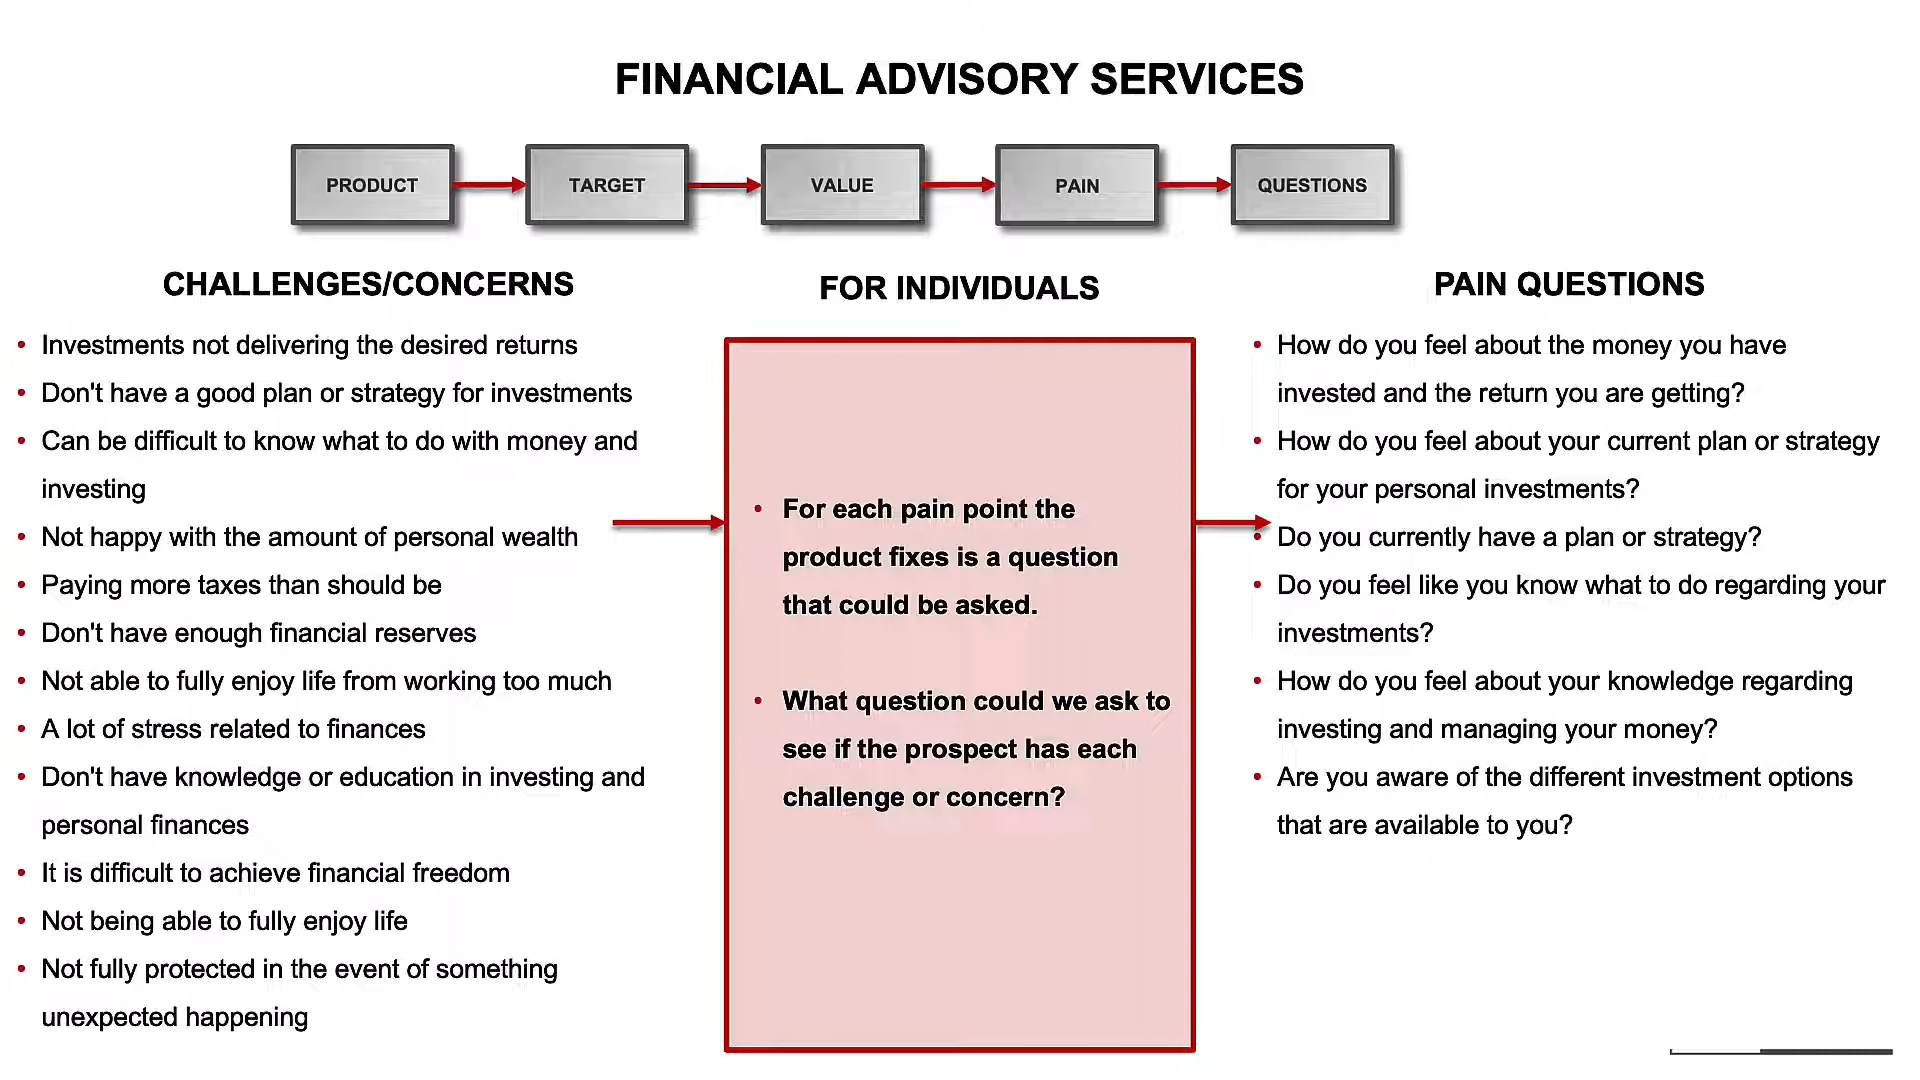 FINANCIAL ADVISORY SERVICES
PRODUCT
TARGET
VALUE
PAIN
QUESTIONS
CHALLENGES/CONCERNS
• Investments not delivering the desired returns
• Don't have a good plan or strategy for investments
• Can be difficult to know what to do with money and
investing
• Not happy with the amount of personal wealth
• Paying more taxes than should be
• Don't have enough financial reserves
• Not able to fully enjoy life from working too much
• A lot of stress related to finances
• Don't have knowledge or education in investing and
personal finances
• It is difficult to achieve financial freedom
• Not being able to fully enjoy life
• Not fully protected in the event of something
unexpected happening
FOR INDIVIDUALS
• For each pain point the
product fixes is a question
that could be asked.
• What question could we ask to
see if the prospect has each
challenge or concern?
PAIN QUESTIONS
• How do you feel about the money you have
invested and the return you are getting?
• How do you feel about your current plan or strategy
for your personal investments?
• Do you currently have a plan or strategy?
• Do you feel like you know what to do regarding your
investments?
• How do you feel about your knowledge regarding
investing and managing your money?
• Are you aware of the different investment options
that are available to you?